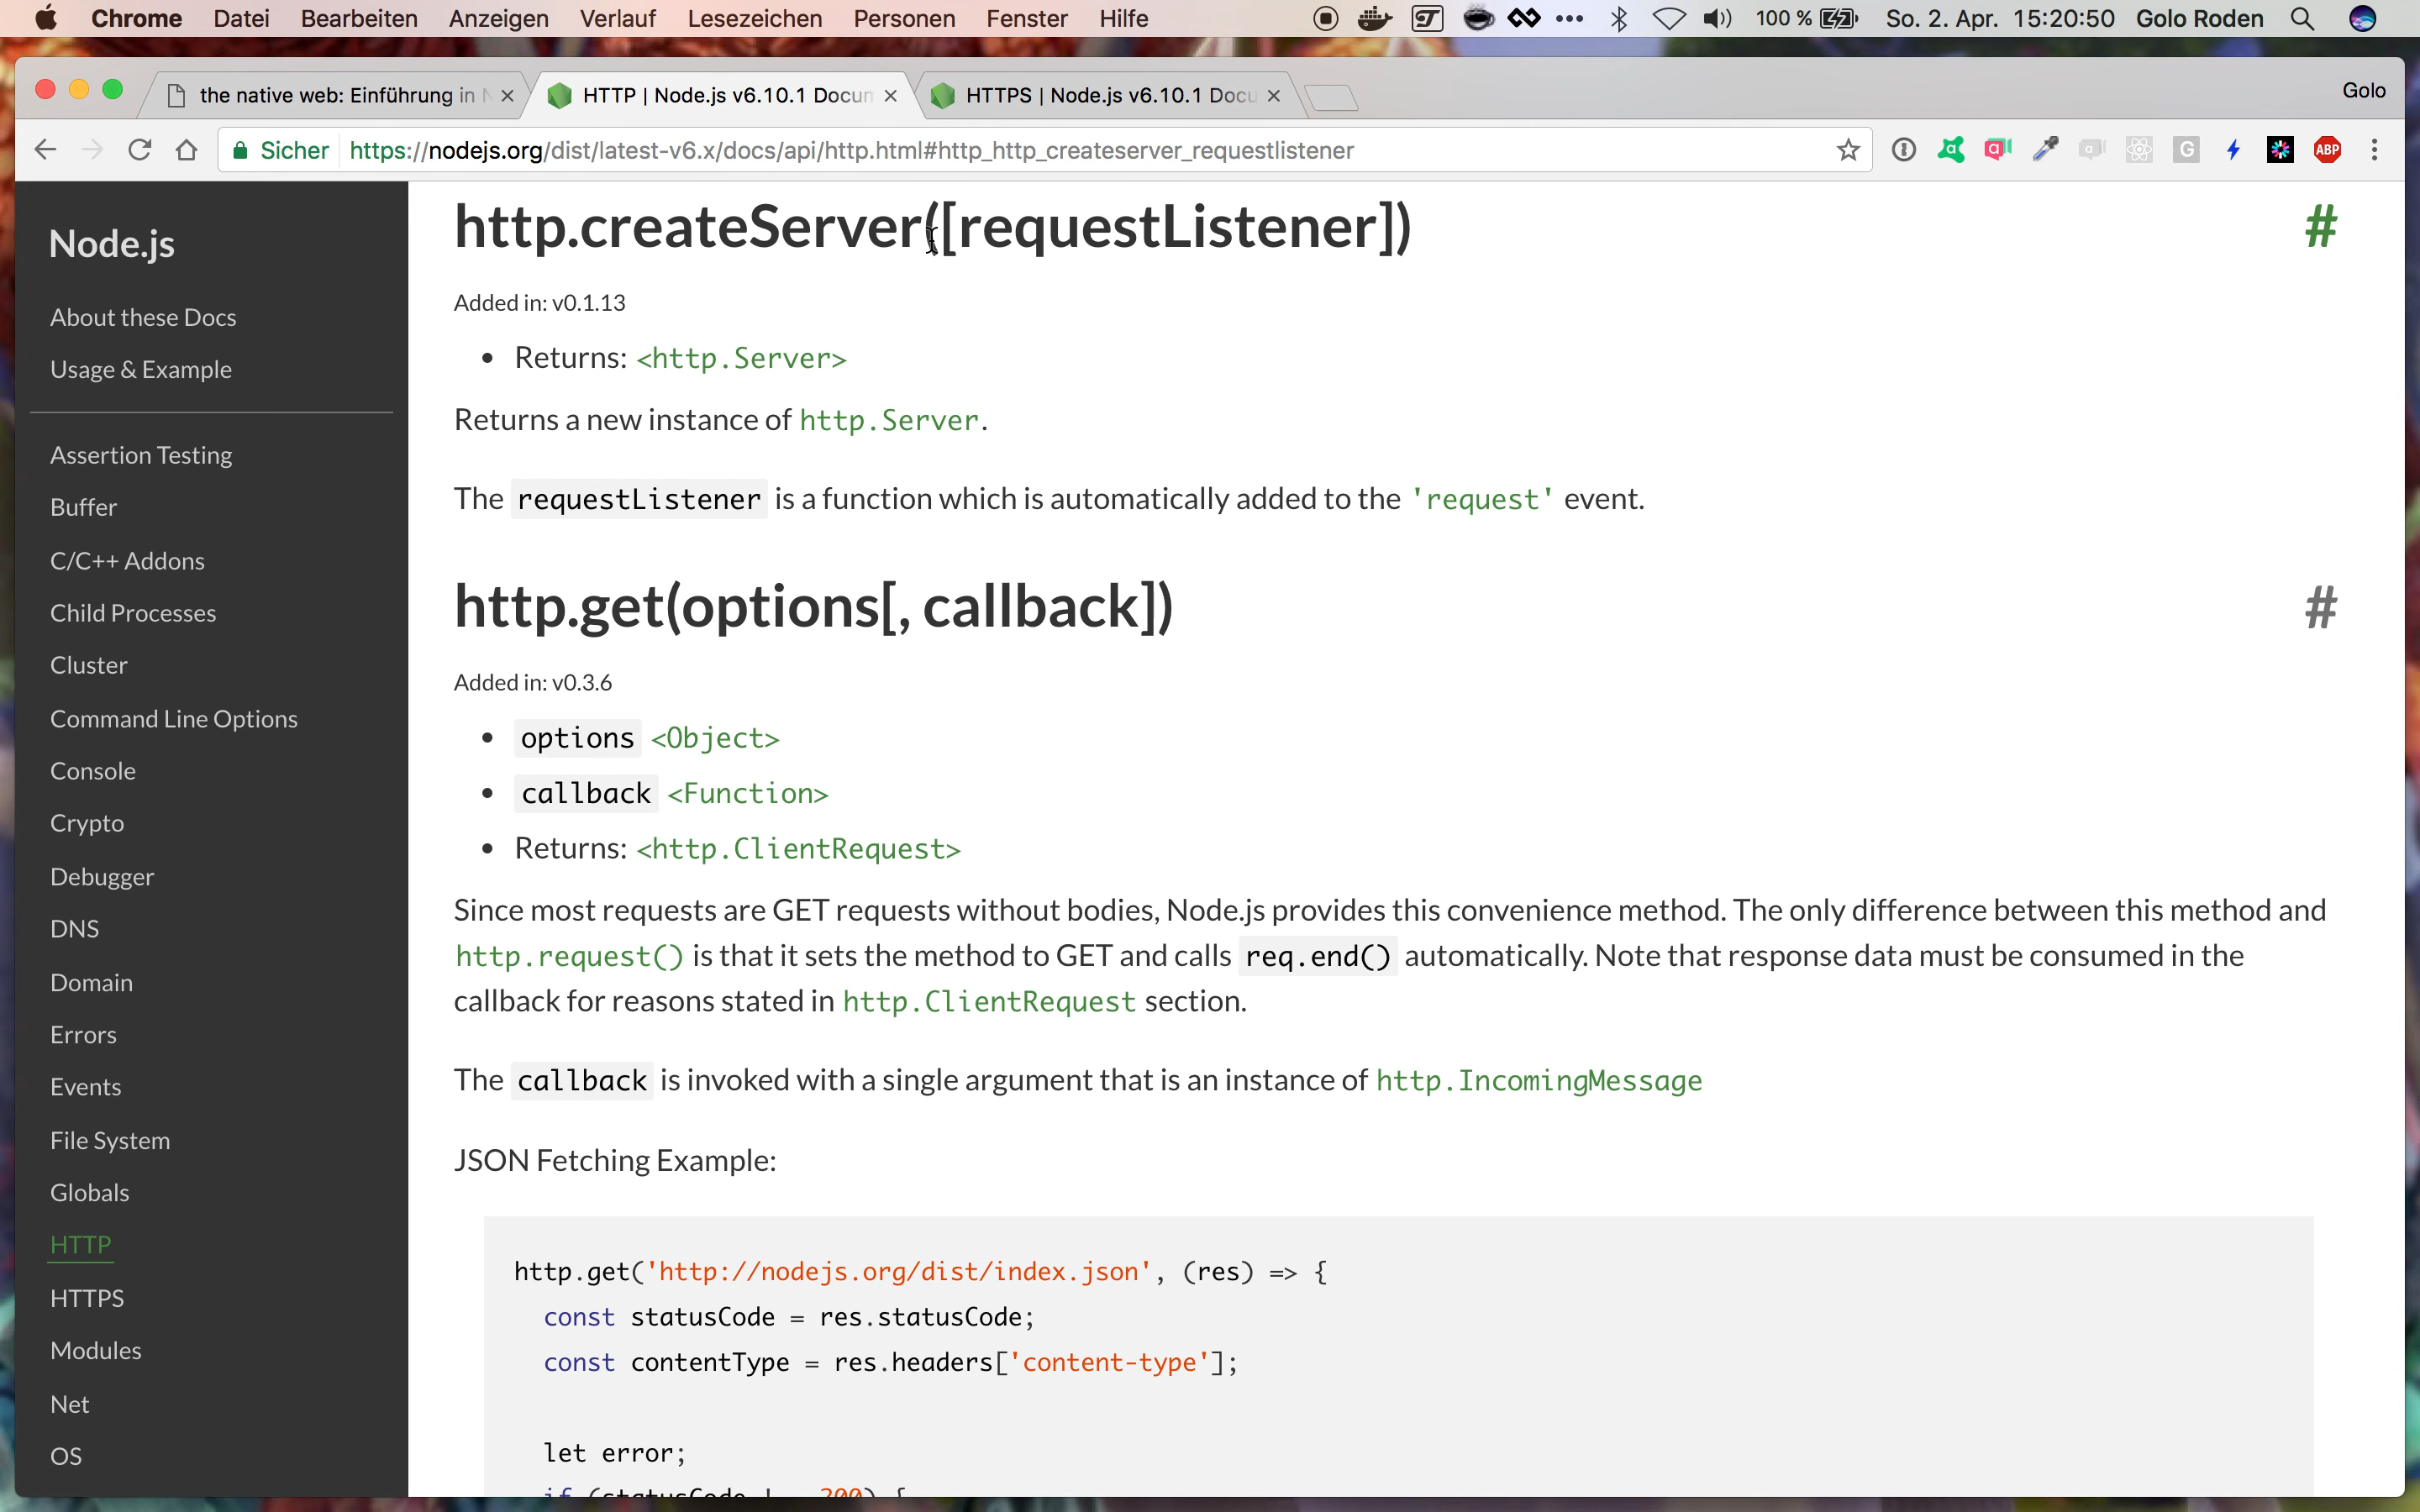 Chrome Datei Bearbeiten Anzeigen Verlauf Lesezeichen Personen Fenster Hilfe 100 % So. 2. Apr. 15:20:50 Golo Roden
the native web: Einführung in N HTTP | Node.js v6.10.1 Docum HTTPS | Node.js v6.10.1 Docu Golo
Sicher https://nodejs.org/dist/latest-v6.x/docs/api/http.html#http_http_createserver_requestlistener ABP
Node.js
About these Docs
Usage & Example
Assertion Testing
Buffer
C/C++ Addons
Child Processes
Cluster
Command Line Options
Console
Crypto
Debugger
DNS
Domain
Errors
Events
File System
Globals
HTTP
HTTPS
Modules
Net
OS
http.createServer([requestListener]) #
Added in: v0.1.13
• Returns: <http.Server>
Returns a new instance of http.Server.
The requestListener is a function which is automatically added to the 'request' event.
http.get(options[, callback]) #
Added in: v0.3.6
• options <Object>
• callback <Function>
• Returns: <http.ClientRequest>
Since most requests are GET requests without bodies, Node.js provides this convenience method. The only difference between this method and
http.request() is that it sets the method to GET and calls req.end() automatically. Note that response data must be consumed in the
callback for reasons stated in http.ClientRequest section.
The callback is invoked with a single argument that is an instance of http.IncomingMessage
JSON Fetching Example:
http.get('http://nodejs.org/dist/index.json', (res) => {
const statusCode = res.statusCode;
const contentType = res.headers['content-type'];
let error;